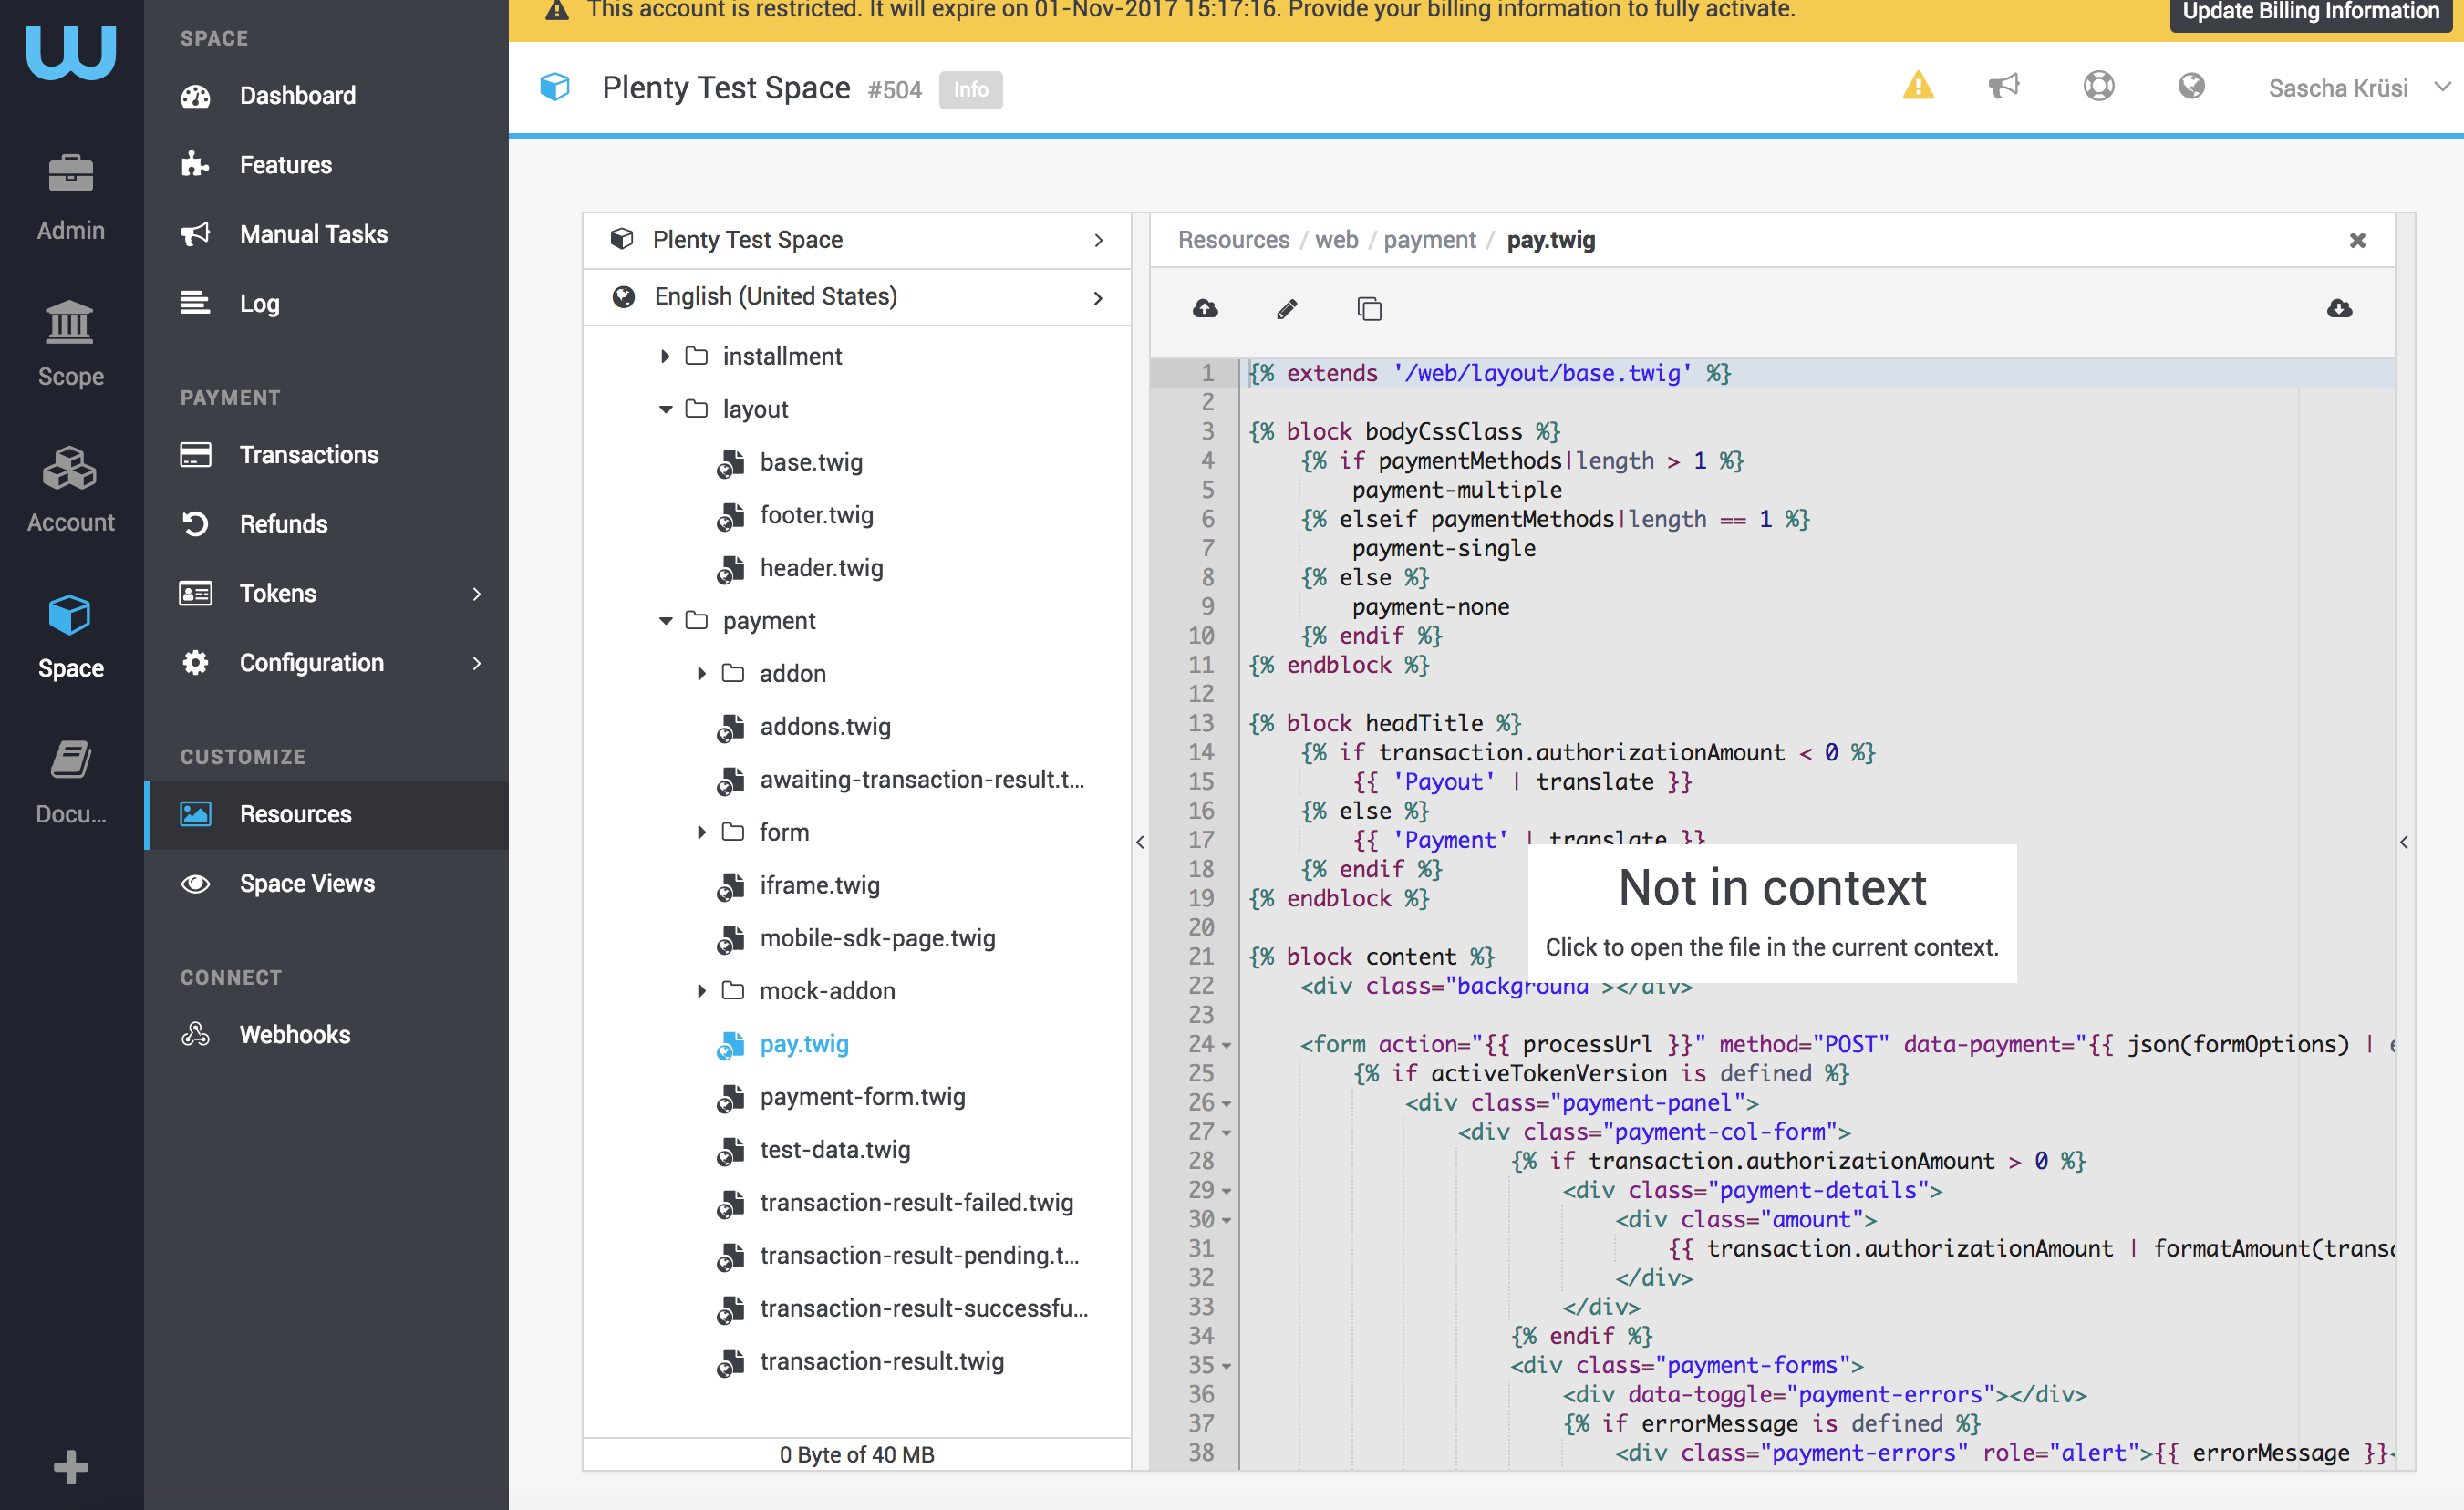 This account is restricted. It will expire on 01-Nov-2017 15:17:16. Provide your billing information to fully activate.
Update Billing Information
Plenty Test Space #504 Info
Sascha Krüsi
Admin
Scope
Account
Space
Docu...
SPACE
Dashboard
Features
Manual Tasks
Log
PAYMENT
Transactions
Refunds
Tokens
Configuration
CUSTOMIZE
Resources
Space Views
CONNECT
Webhooks
Plenty Test Space
English (United States)
installment
layout
base.twig
footer.twig
header.twig
payment
addon
addons.twig
awaiting-transaction-result.t...
form
iframe.twig
mobile-sdk-page.twig
mock-addon
pay.twig
payment-form.twig
test-data.twig
transaction-result-failed.twig
transaction-result-pending.t...
transaction-result-successfu...
transaction-result.twig
0 Byte of 40 MB
Resources / web / payment / pay.twig
1 {% extends '/web/layout/base.twig' %}
2
3 {% block bodyCssClass %}
4 {% if paymentMethods|length > 1 %}
5 payment-multiple
6 {% elseif paymentMethods|length == 1 %}
7 payment-single
8 {% else %}
9 payment-none
10 {% endif %}
11 {% endblock %}
12
13 {% block headTitle %}
14 {% if transaction.authorizationAmount < 0 %}
15 {{ 'Payout' | translate }}
16 {% else %}
17 {{ 'Payment' | translate }}
18 {% endif %}
19 {% endblock %}
20
21 {% block content %}
22 <div class="background"></div>
23
24 <form action="{{ processUrl }}" method="POST" data-payment="{{ json(formOptions) |
25 {% if activeTokenVersion is defined %}
26 <div class="payment-panel">
27 <div class="payment-col-form">
28 {% if transaction.authorizationAmount > 0 %}
29 <div class="payment-details">
30 <div class="amount">
31 {{ transaction.authorizationAmount | formatAmount(trans
32 </div>
33 </div>
34 {% endif %}
35 <div class="payment-forms">
36 <div data-toggle="payment-errors"></div>
37 {% if errorMessage is defined %}
38 <div class="payment-errors" role="alert">{{ errorMessage }}<
Not in context
Click to open the file in the current context.